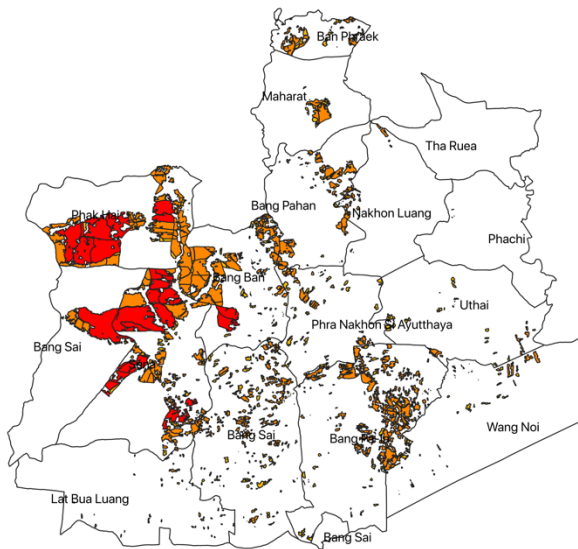 Ban Phraek
Maharat
Tha Ruea
Phak Hai
Bang Pahan
Nakhon Luang
Phachi
Bang Ban
Uthai
Phra Nakhon Si Ayutthaya
Bang Sai
Bang Sai
Wang Noi
Lat Bua Luang
Bang Sai